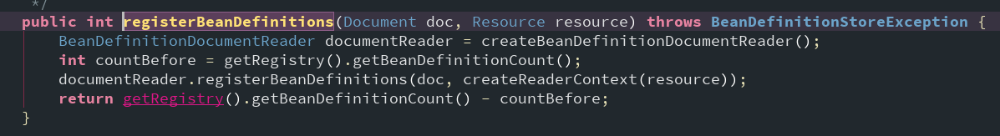 */
public int registerBeanDefinitions(Document doc, Resource resource) throws BeanDefinitionStoreException {
BeanDefinitionDocumentReader documentReader = createBeanDefinitionDocumentReader();
int countBefore = getRegistry().getBeanDefinitionCount();
documentReader.registerBeanDefinitions(doc, createReaderContext(resource));
return getRegistry().getBeanDefinitionCount() - countBefore;
}